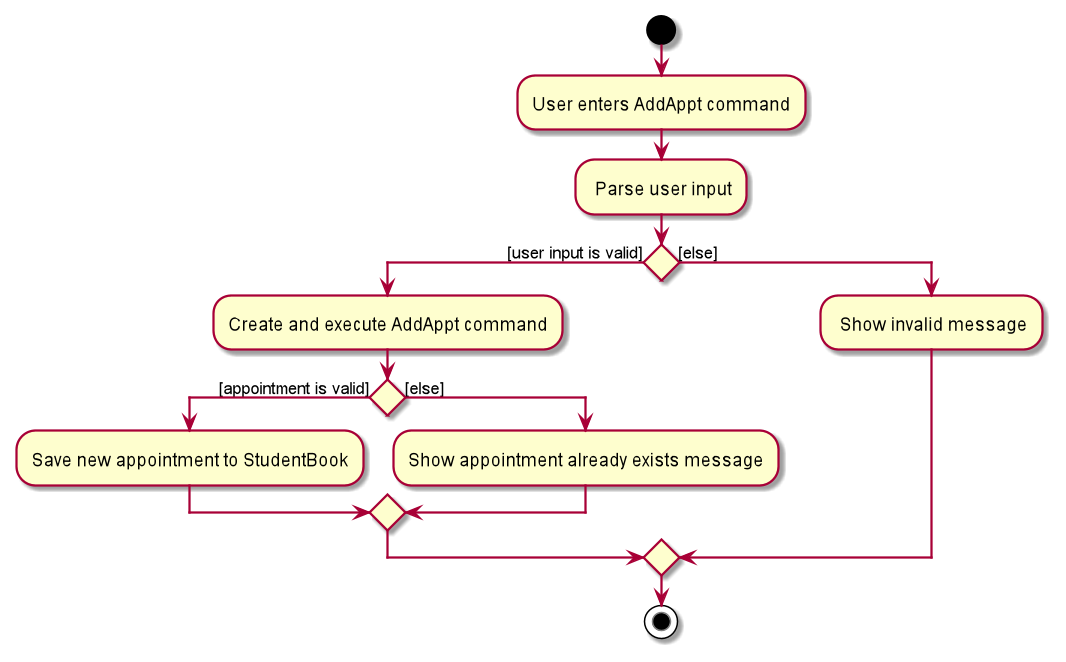 User enters AddAppt command
Parse user input
[user input is valid]
[else]
Create and execute AddAppt command
Show invalid message
[appointment is valid]
[else]
Save new appointment to StudentBook
Show appointment already exists message